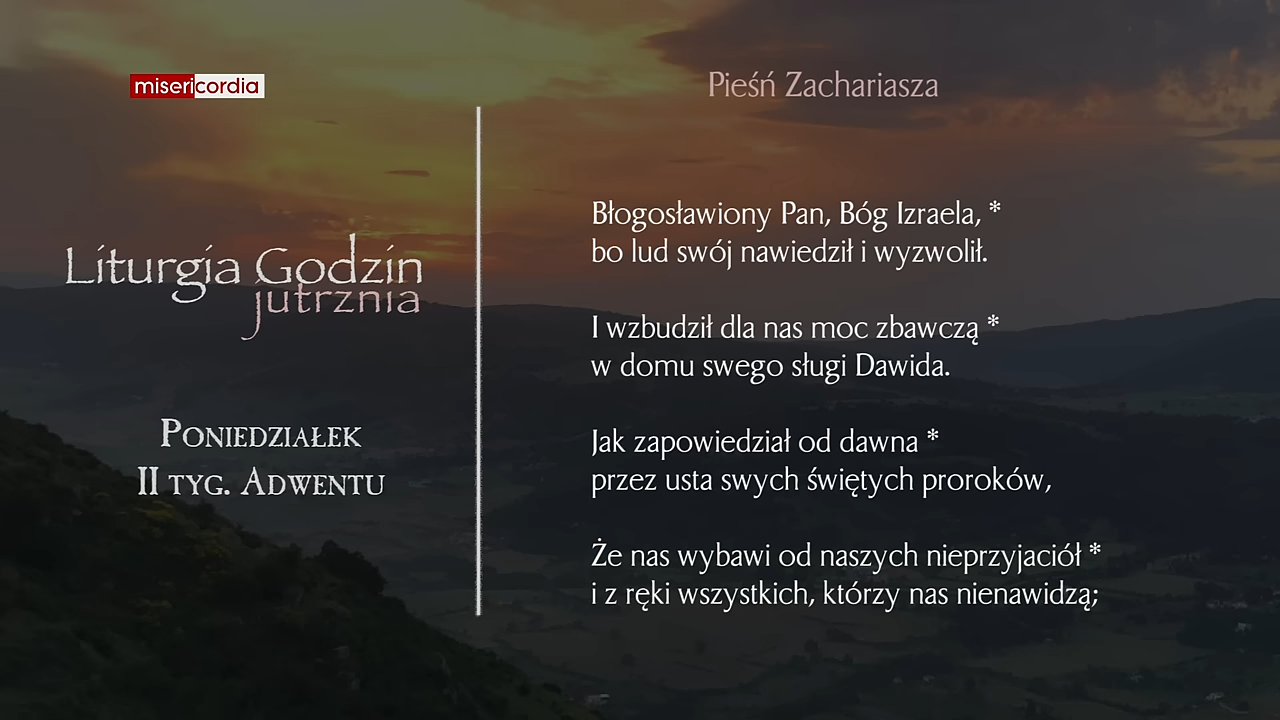 misericordia
Liturgia Godzin
jutrznia
Poniedziałek
II tyg. Adwentu
Pieśń Zachariasza
Błogosławiony Pan, Bóg Izraela, *
bo lud swój nawiedził i wyzwolił.
I wzbudził dla nas moc zbawczą *
w domu swego sługi Dawida.
Jak zapowiedział od dawna *
przez usta swych świętych proroków,
Że nas wybawi od naszych nieprzyjaciół *
i z ręki wszystkich, którzy nas nienawidzą;